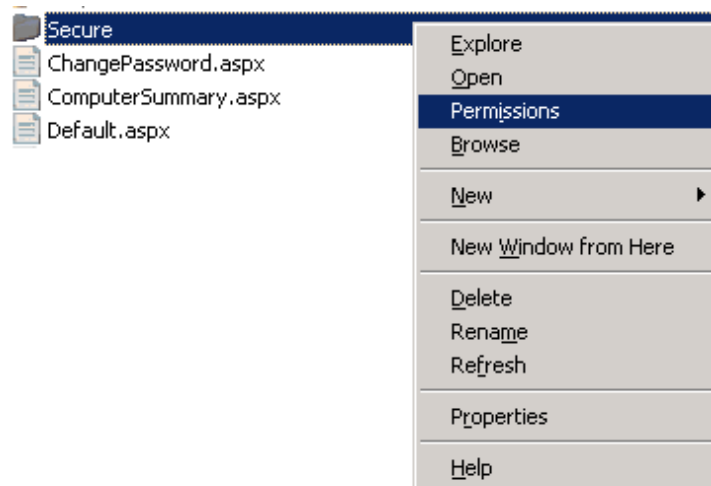 Secure
ChangePassword.aspx
ComputerSummary.aspx
Default.aspx
Explore
Open
Permissions
Browse
New
New Window from Here
Delete
Rename
Refresh
Properties
Help